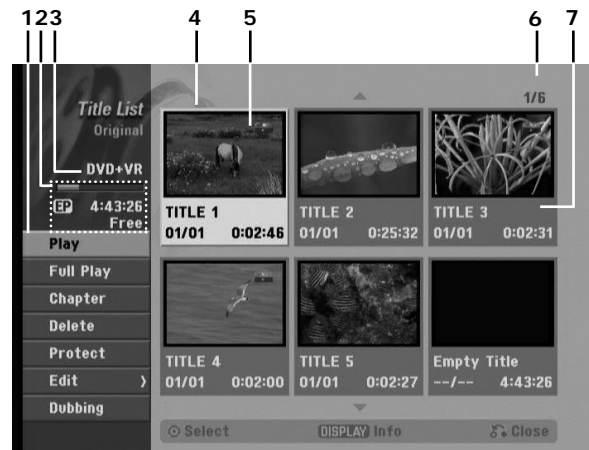 1 2 3 4 5 6 7
1/6
Title List
Original
DVD+VR
EP 4:43:26
Free
Play
Full Play
Chapter
Delete
Protect
Edit 〉
Dubbing
TITLE 1
01/01 0:02:46
TITLE 2
01/01 0:25:32
TITLE 3
01/01 0:02:31
TITLE 4
01/01 0:02:00
TITLE 5
01/01 0:02:27
Empty Title
--/-- 4:43:26
Select DISPLAY Info Close